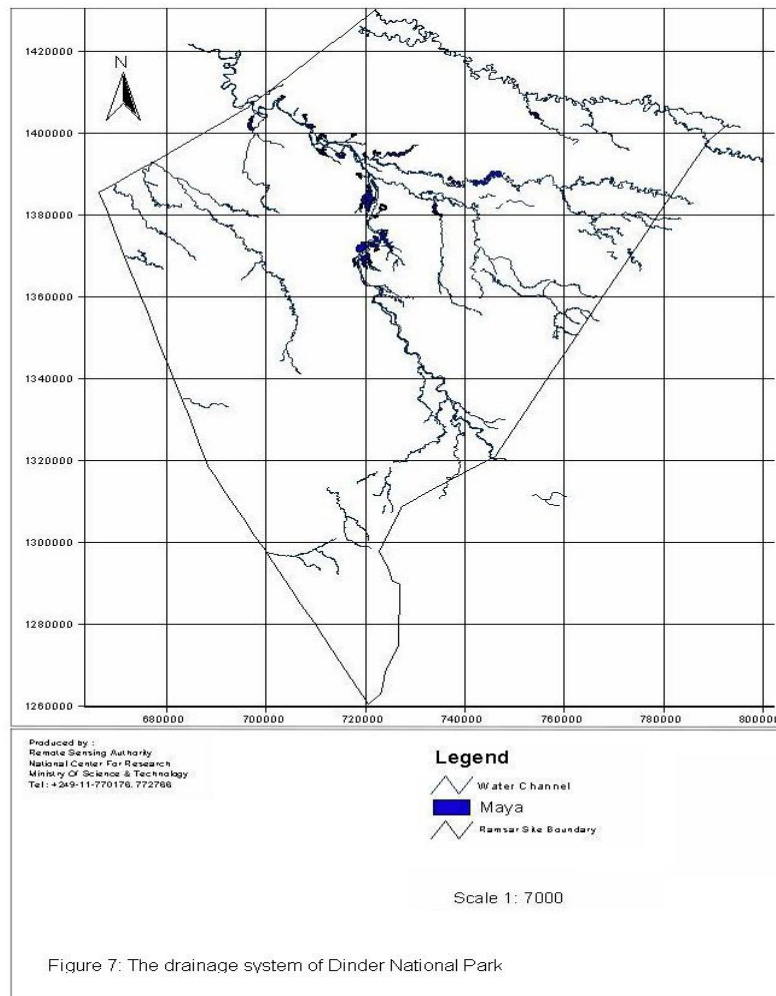 N
1420000
1400000
1380000
1360000
1340000
1320000
1300000
1280000
1260000
680000 700000 720000 740000 760000 780000 800000
Produced by :
Remote Sensing Authority
National Center For Research
Ministry Of Science & Technology
Tel : +249-11-770176. 772766
Legend
Water Channel
Maya
Ramsar Site Boundary
Scale 1: 7000
Figure 7: The drainage system of Dinder National Park